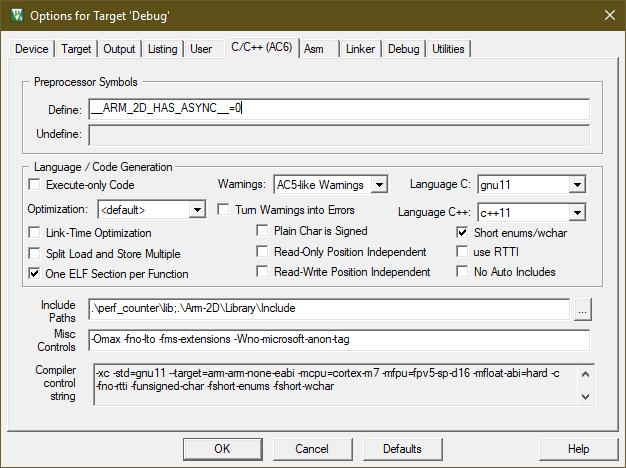 Options for Target 'Debug'
Device Target Output Listing User C/C++ (AC6) Asm Linker Debug Utilities
Preprocessor Symbols
Define: __ARM_2D_HAS_ASYNC__=0
Undefine:
Language / Code Generation
Execute-only Code Warnings: AC5-like Warnings Language C: gnu11
Optimization: <default> Turn Warnings into Errors Language C++: c++11
Link-Time Optimization Plain Char is Signed Short enums/wchar
Split Load and Store Multiple Read-Only Position Independent use RTTI
One ELF Section per Function Read-Write Position Independent No Auto Includes
Include Paths .\perf_counter\lib;.\Arm-2D\Library\Include ...
Misc Controls -Omax -fno-lto -fms-extensions -Wno-microsoft-anon-tag
Compiler control string -xc -std=gnu11 --target=arm-arm-none-eabi -mcpu=cortex-m7 -mfpu=fpv5-sp-d16 -mfloat-abi=hard -c
-fno-rtti -funsigned-char -fshort-enums -fshort-wchar
OK Cancel Defaults Help